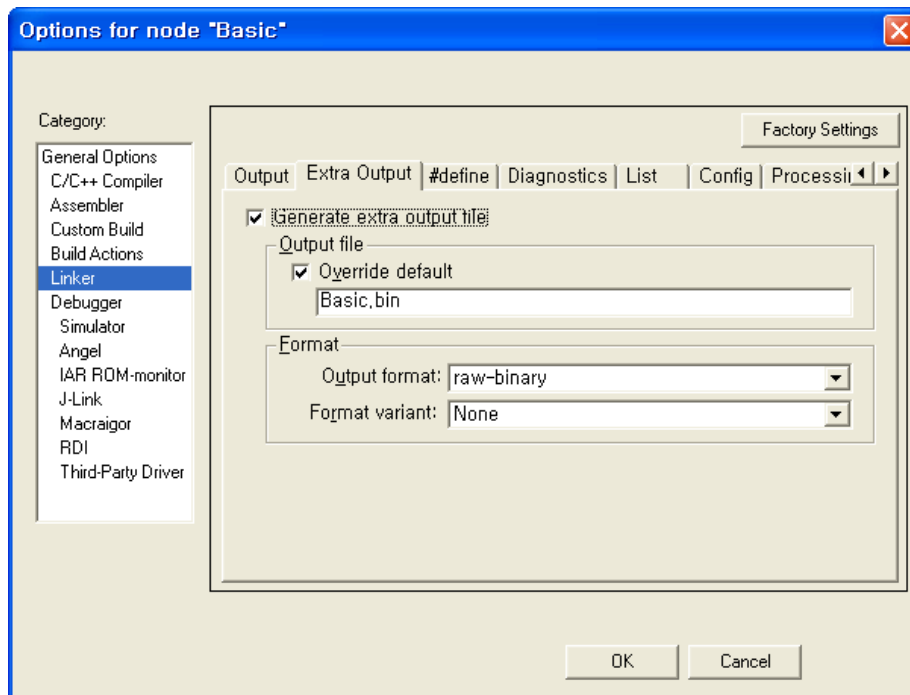 Options for node "Basic"
Category:
General Options
C/C++ Compiler
Assembler
Custom Build
Build Actions
Linker
Debugger
Simulator
Angel
IAR ROM-monitor
J-Link
Macraigor
RDI
Third-Party Driver
Factory Settings
Output Extra Output #define Diagnostics List Config Processi
Generate extra output file
Output file
Override default
Basic.bin
Format
Output format: raw-binary
Format variant: None
OK Cancel